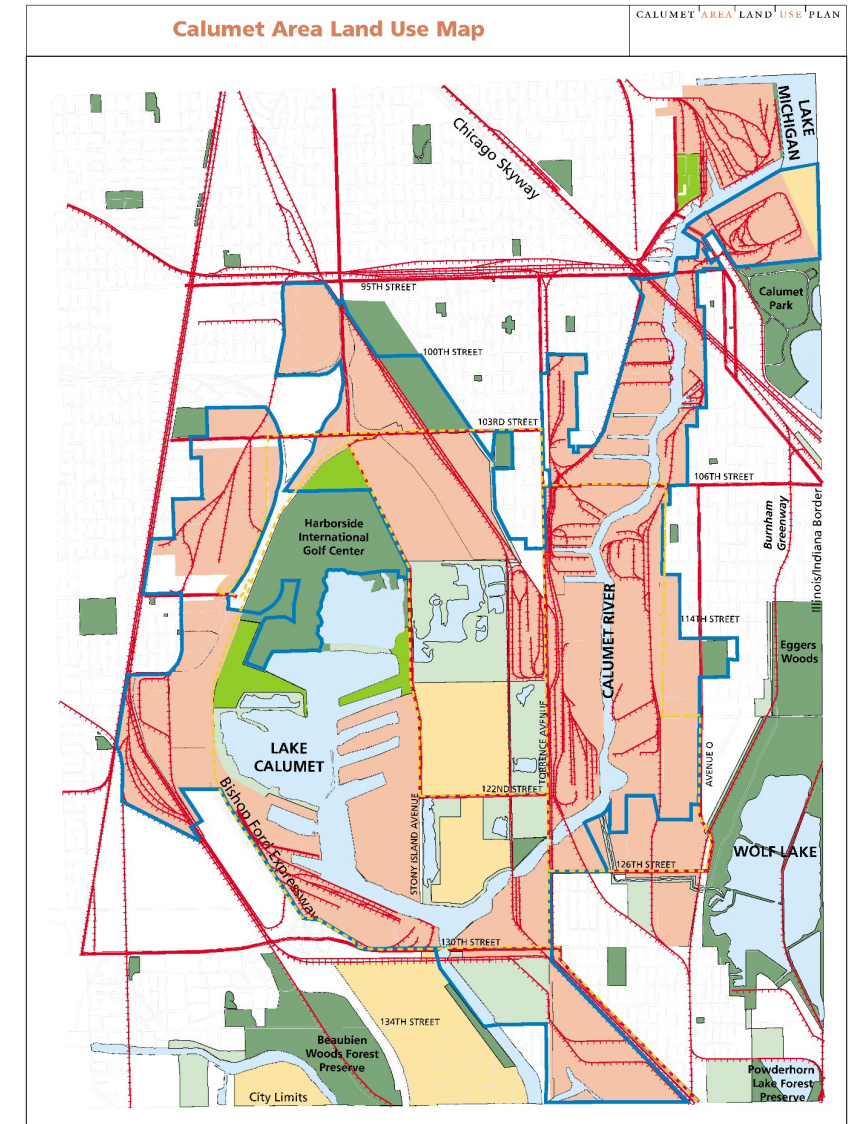 Calumet Area Land Use Map
CALUMET AREA LAND USE PLAN
LAKE
MICHIGAN
Chicago Skyway
95TH STREET
Calumet
Park
100TH STREET
103RD STREET
106TH STREET
Burnham
Greenway
Illinois/Indiana Border
Harborside
International
Golf Center
CALUMET RIVER
114TH STREET
Eggers
Woods
TORRENCE AVENUE
AVENUE O
LAKE
CALUMET
122ND STREET
Bishop Ford Expressway
STONY ISLAND AVENUE
WOLF LAKE
126TH STREET
130TH STREET
134TH STREET
Beaubien
Woods Forest
Preserve
Powderhorn
Lake Forest
Preserve
City Limits